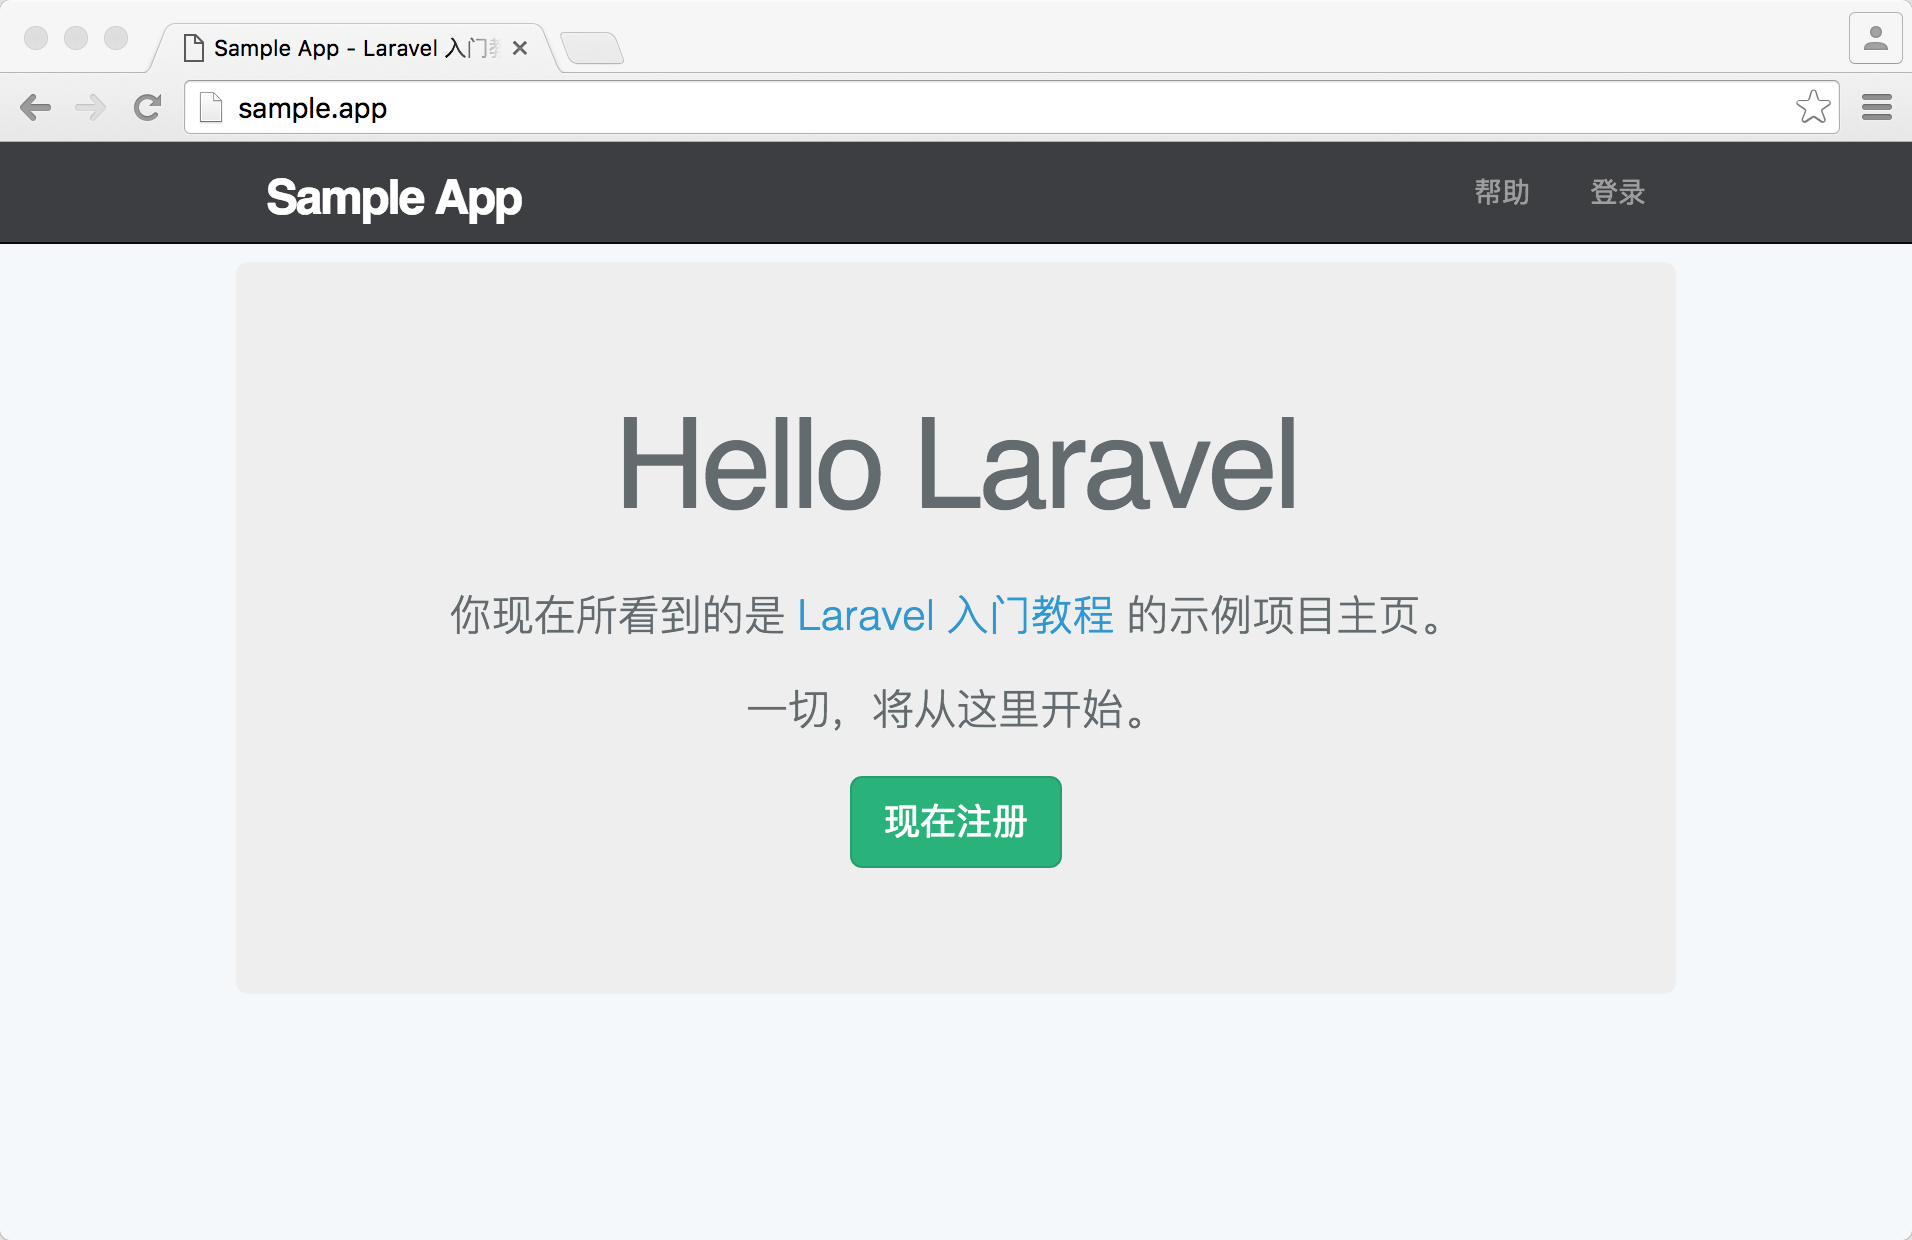 Sample App - Laravel 入门
sample.app
Sample App
帮助 登录
Hello Laravel
你现在所看到的是 Laravel 入门教程 的示例项目主页。
一切，将从这里开始。
现在注册